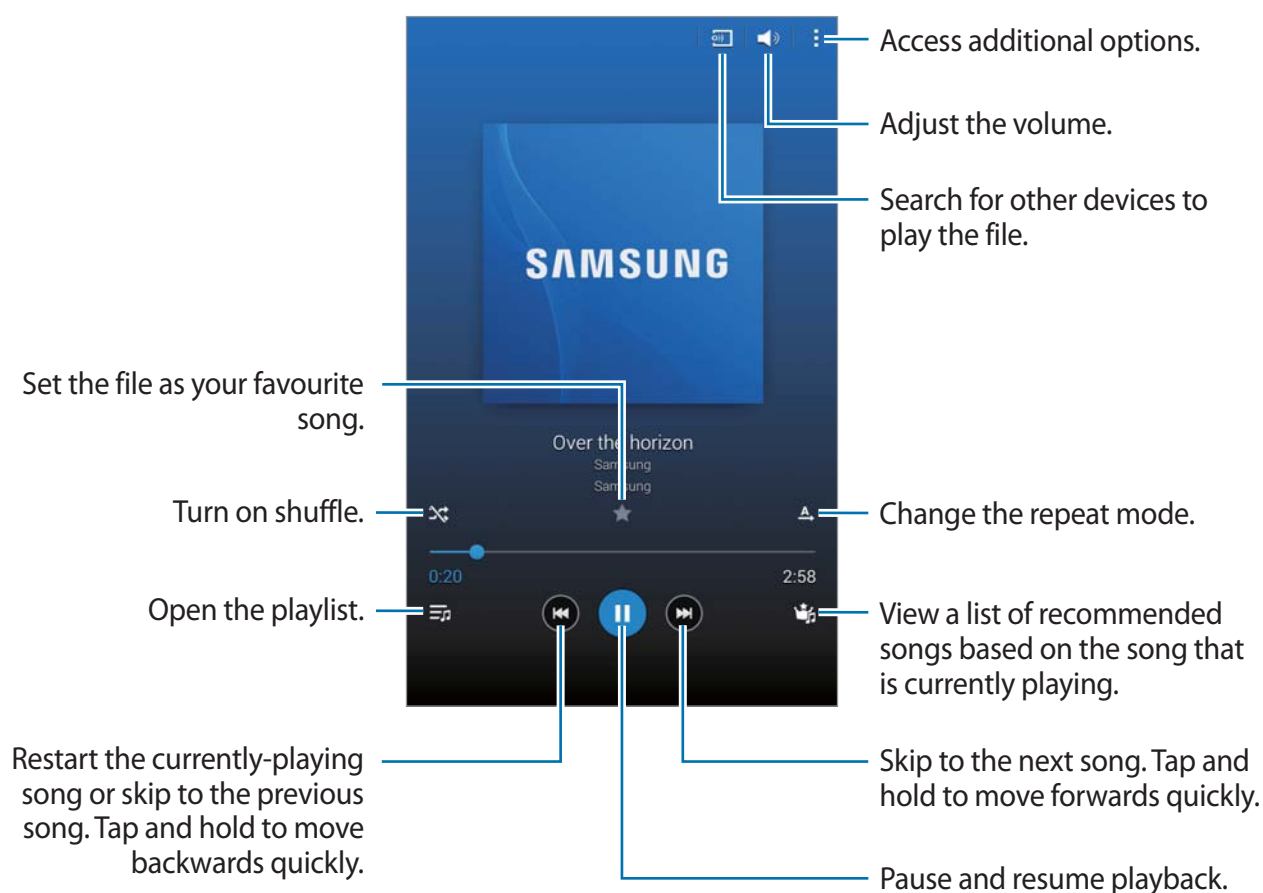 Access additional options.
Adjust the volume.
Search for other devices to
play the file.
SAMSUNG
Set the file as your favourite
song.
Over the horizon
Samsung
Samsung
Turn on shuffle.
A
Change the repeat mode.
0:20
2:58
Open the playlist.
View a list of recommended
songs based on the song that
is currently playing.
Restart the currently-playing
song or skip to the previous
song. Tap and hold to move
backwards quickly.
Skip to the next song. Tap and
hold to move forwards quickly.
Pause and resume playback.